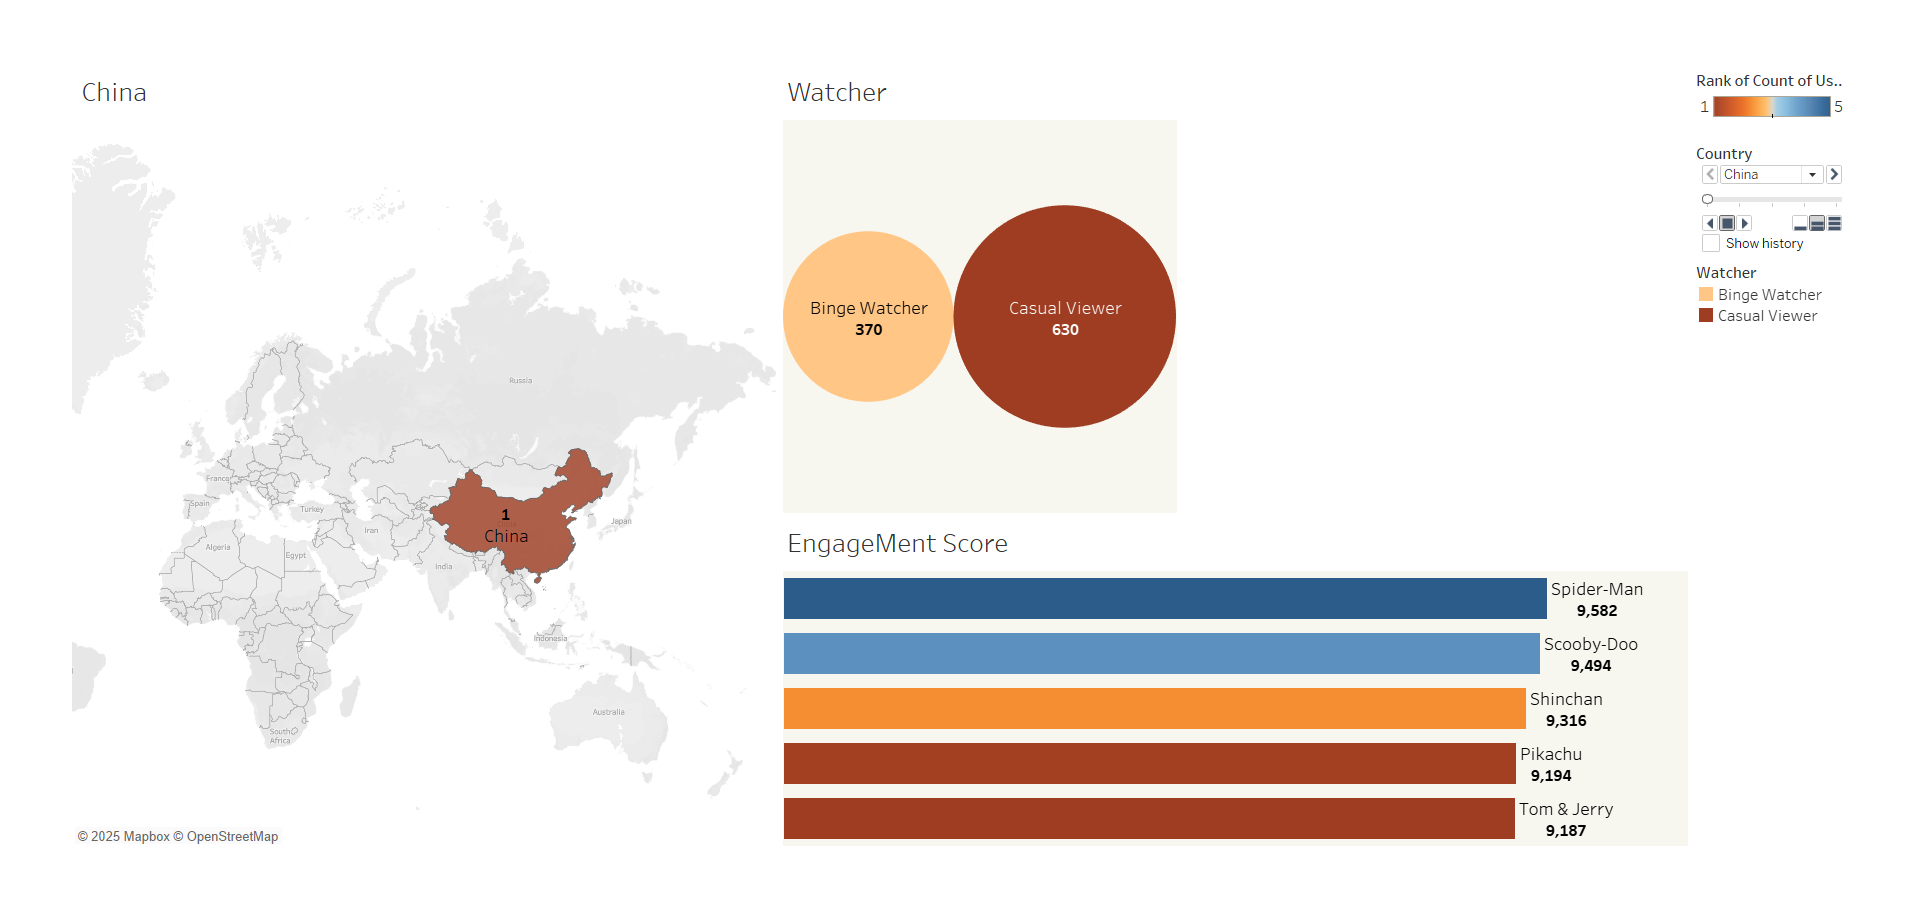 China
Russia
France
Spain
Turkey
Iran
Japan
Algeria
Egypt
India
1
China
Indonesia
Australia
South
Africa
© 2025 Mapbox © OpenStreetMap
Watcher
Binge Watcher
370
Casual Viewer
630
EngageMent Score
Spider-Man
9,582
Scooby-Doo
9,494
Shinchan
9,316
Pikachu
9,194
Tom & Jerry
9,187
Rank of Count of Us..
1 5
Country
China
Show history
Watcher
Binge Watcher
Casual Viewer